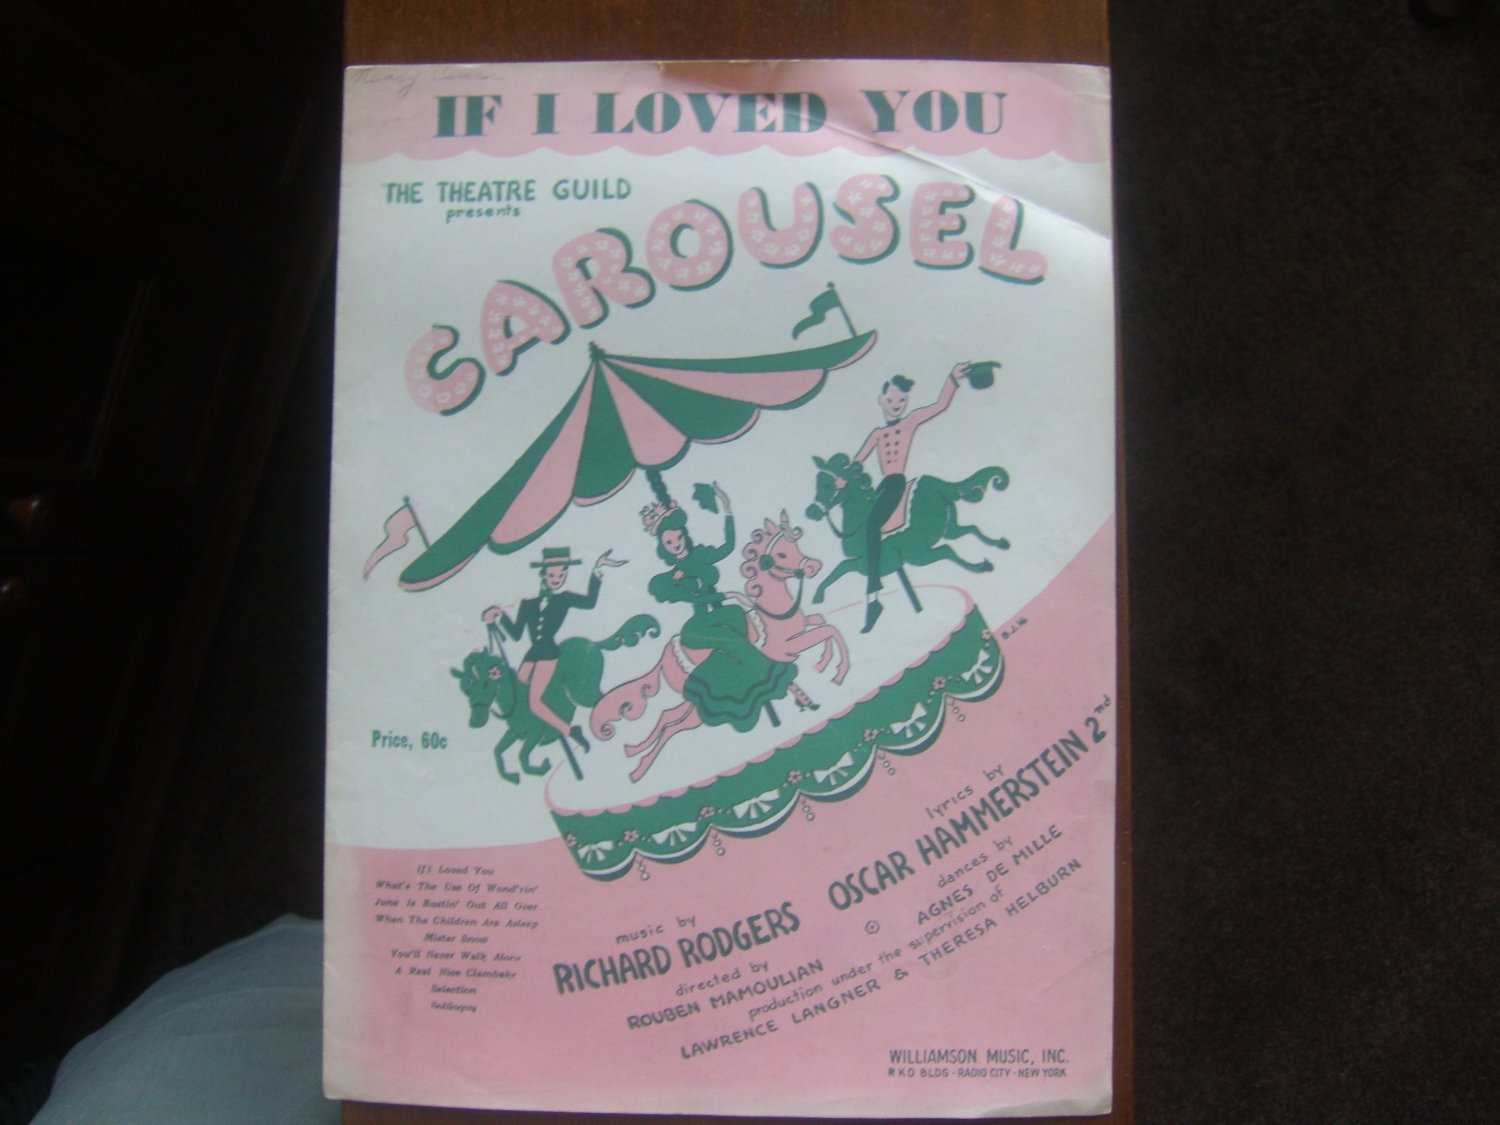 Nancy
IF I LOVED YOU
THE THEATRE GUILD
presents
CAROUSEL
B.J.H
Price, 60c
If I Loved You
What's The Use Of Wond'rin'
June Is Bustin' Out All Over
When The Children Are Asleep
Mister Snow
You'll Never Walk Alone
A Real Nice Clambake
Selection
Soliloquy
music by
RICHARD RODGERS
lyrics by
OSCAR HAMMERSTEIN 2nd
directed by
ROUBEN MAMOULIAN
dances by
AGNES DE MILLE
production under the supervision of
LAWRENCE LANGNER & THERESA HELBURN
WILLIAMSON MUSIC, INC.
RKO BLDG · RADIO CITY · NEW YORK